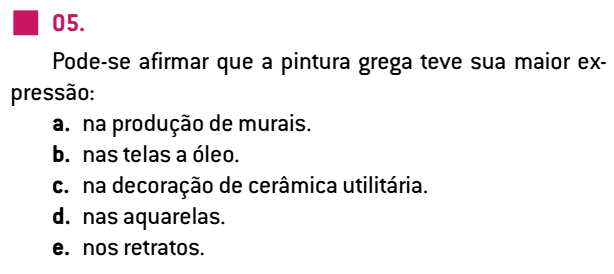 05.
Pode-se afirmar que a pintura grega teve sua maior ex-
pressão:
a. na produção de murais.
b. nas telas a óleo.
c. na decoração de cerâmica utilitária.
d. nas aquarelas.
e. nos retratos.